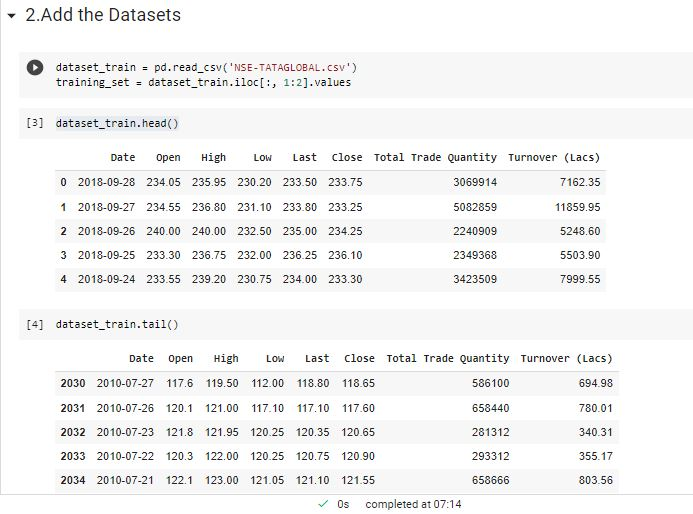 2.Add the Datasets
dataset_train = pd.read_csv('NSE-TATAGLOBAL.csv')
training_set = dataset_train.iloc[:, 1:2].values
[3] dataset_train.head()
Date Open High Low Last Close Total Trade Quantity Turnover (Lacs)
0 2018-09-28 234.05 235.95 230.20 233.50 233.75 3069914 7162.35
1 2018-09-27 234.55 236.80 231.10 233.80 233.25 5082859 11859.95
2 2018-09-26 240.00 240.00 232.50 235.00 234.25 2240909 5248.60
3 2018-09-25 233.30 236.75 232.00 236.25 236.10 2349368 5503.90
4 2018-09-24 233.55 239.20 230.75 234.00 233.30 3423509 7999.55
[4] dataset_train.tail()
Date Open High Low Last Close Total Trade Quantity Turnover (Lacs)
2030 2010-07-27 117.6 119.50 112.00 118.80 118.65 586100 694.98
2031 2010-07-26 120.1 121.00 117.10 117.10 117.60 658440 780.01
2032 2010-07-23 121.8 121.95 120.25 120.35 120.65 281312 340.31
2033 2010-07-22 120.3 122.00 120.25 120.75 120.90 293312 355.17
2034 2010-07-21 122.1 123.00 121.05 121.10 121.55 658666 803.56
✓ 0s completed at 07:14